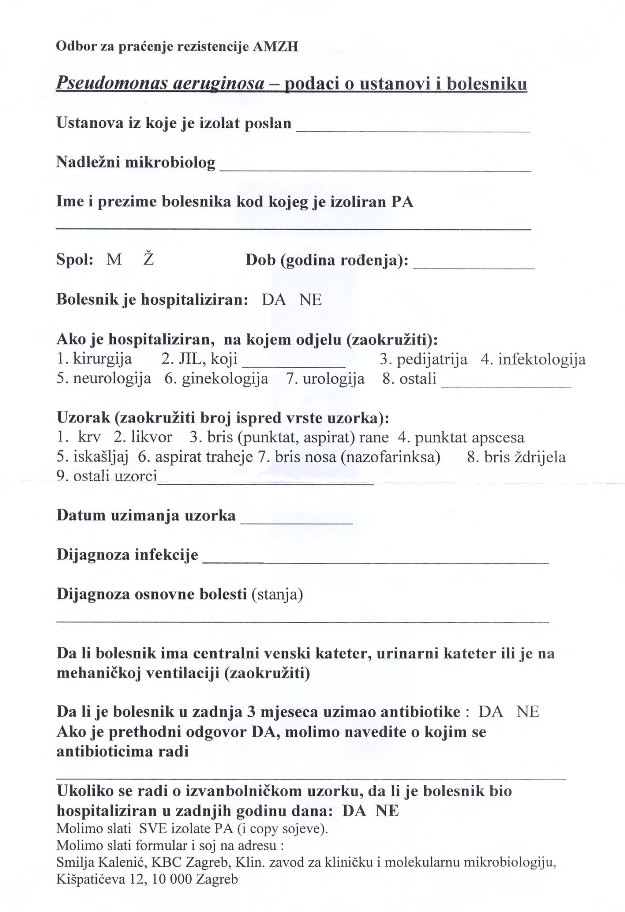 Odbor za praćenje rezistencije AMZH
Pseudomonas aeruginosa – podaci o ustanovi i bolesniku
Ustanova iz koje je izolat poslan ____________________________
Nadležni mikrobiolog ______________________________________
Ime i prezime bolesnika kod kojeg je izoliran PA
__________________________________________________________
Spol: M Ž Dob (godina rođenja): _______________
Bolesnik je hospitaliziran: DA NE
Ako je hospitaliziran, na kojem odjelu (zaokružiti):
1. kirurgija 2. JIL, koji _____________ 3. pedijatrija 4. infektologija
5. neurologija 6. ginekologija 7. urologija 8. ostali ________________
Uzorak (zaokružiti broj ispred vrste uzorka):
1. krv 2. likvor 3. bris (punktat, aspirat) rane 4. punktat apscesa
5. iskašljaj 6. aspirat traheje 7. bris nosa (nazofarinksa) 8. bris ždrijela
9. ostali uzorci___________________________
Datum uzimanja uzorka ______________
Dijagnoza infekcije ___________________________________________
Dijagnoza osnovne bolesti (stanja)
_____________________________________________________________
Da li bolesnik ima centralni venski kateter, urinarni kateter ili je na
mehaničkoj ventilaciji (zaokružiti)
Da li je bolesnik u zadnja 3 mjeseca uzimao antibiotike : DA NE
Ako je prethodni odgovor DA, molimo navedite o kojim se
antibioticima radi
_______________________________________________________________
Ukoliko se radi o izvanbolničkom uzorku, da li je bolesnik bio
hospitaliziran u zadnjih godinu dana: DA NE
Molimo slati SVE izolate PA (i copy sojeve).
Molimo slati formular i soj na adresu :
Smilja Kalenić, KBC Zagreb, Klin. zavod za kliničku i molekularnu mikrobiologiju,
Kišpatićeva 12, 10 000 Zagreb